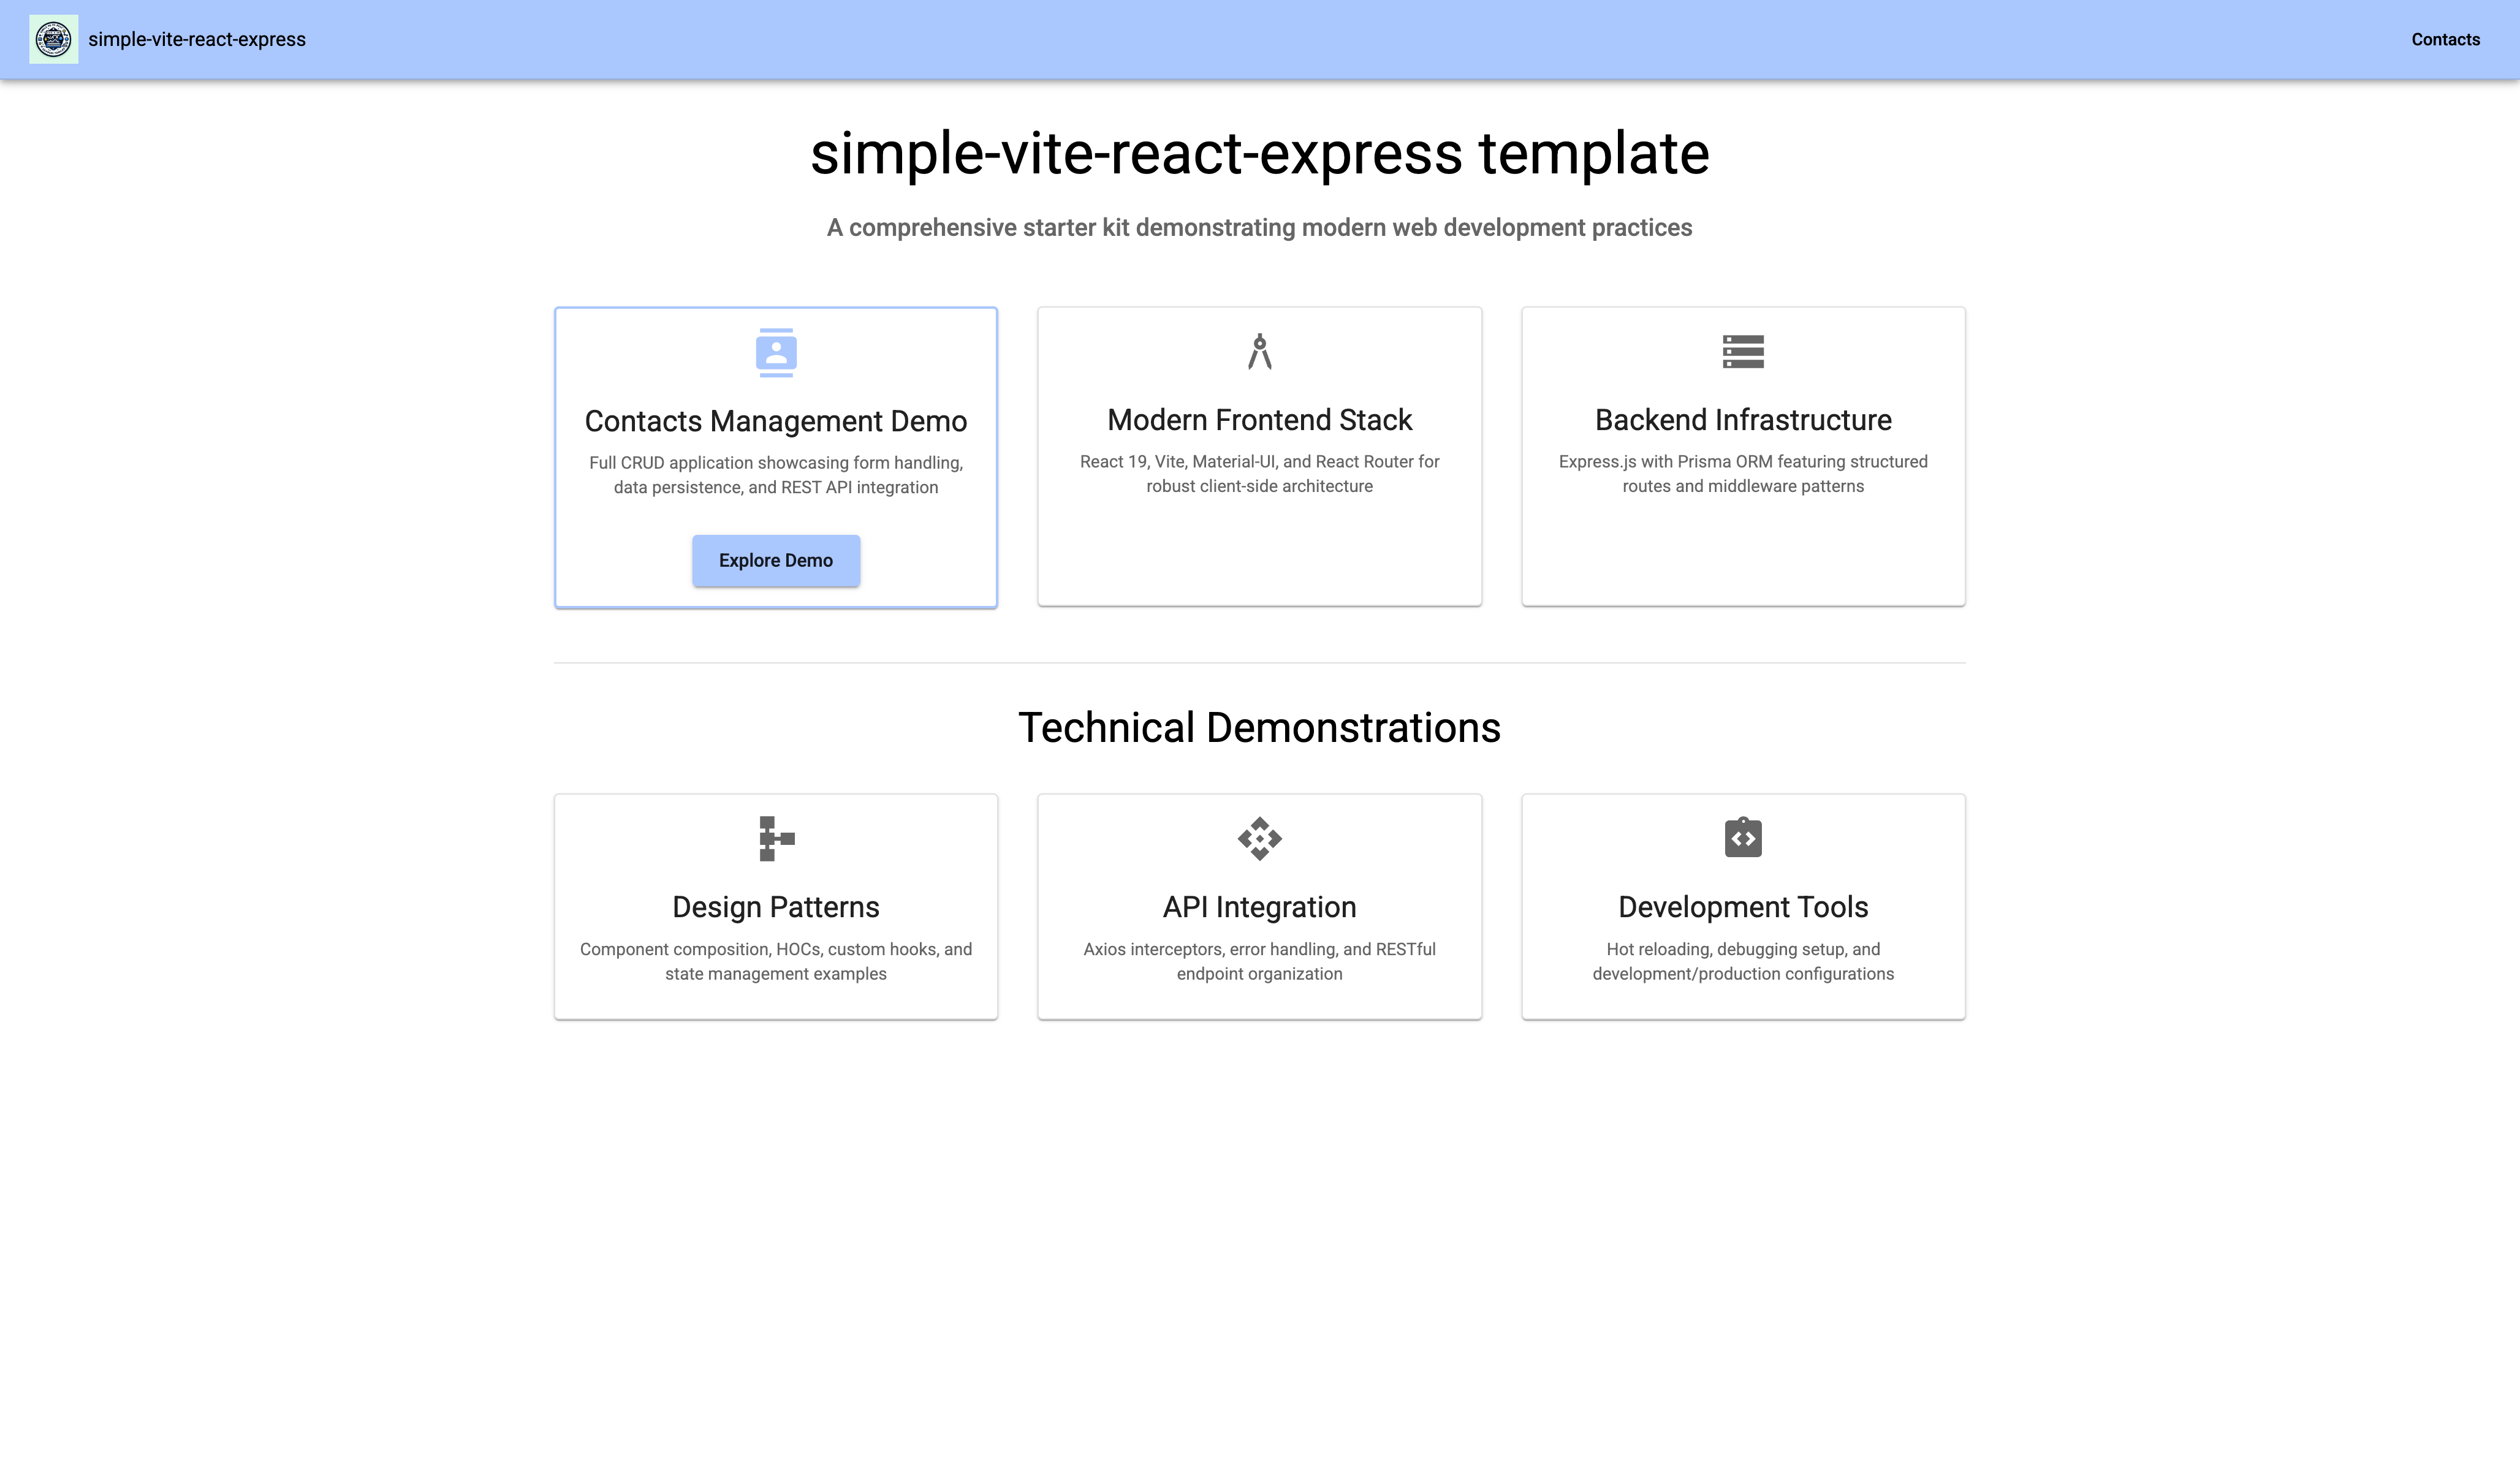 simple-vite-react-express
Contacts
simple-vite-react-express template
A comprehensive starter kit demonstrating modern web development practices
Contacts Management Demo
Full CRUD application showcasing form handling,
data persistence, and REST API integration
Explore Demo
Modern Frontend Stack
React 19, Vite, Material-UI, and React Router for
robust client-side architecture
Backend Infrastructure
Express.js with Prisma ORM featuring structured
routes and middleware patterns
Technical Demonstrations
Design Patterns
Component composition, HOCs, custom hooks, and
state management examples
API Integration
Axios interceptors, error handling, and RESTful
endpoint organization
Development Tools
Hot reloading, debugging setup, and
development/production configurations